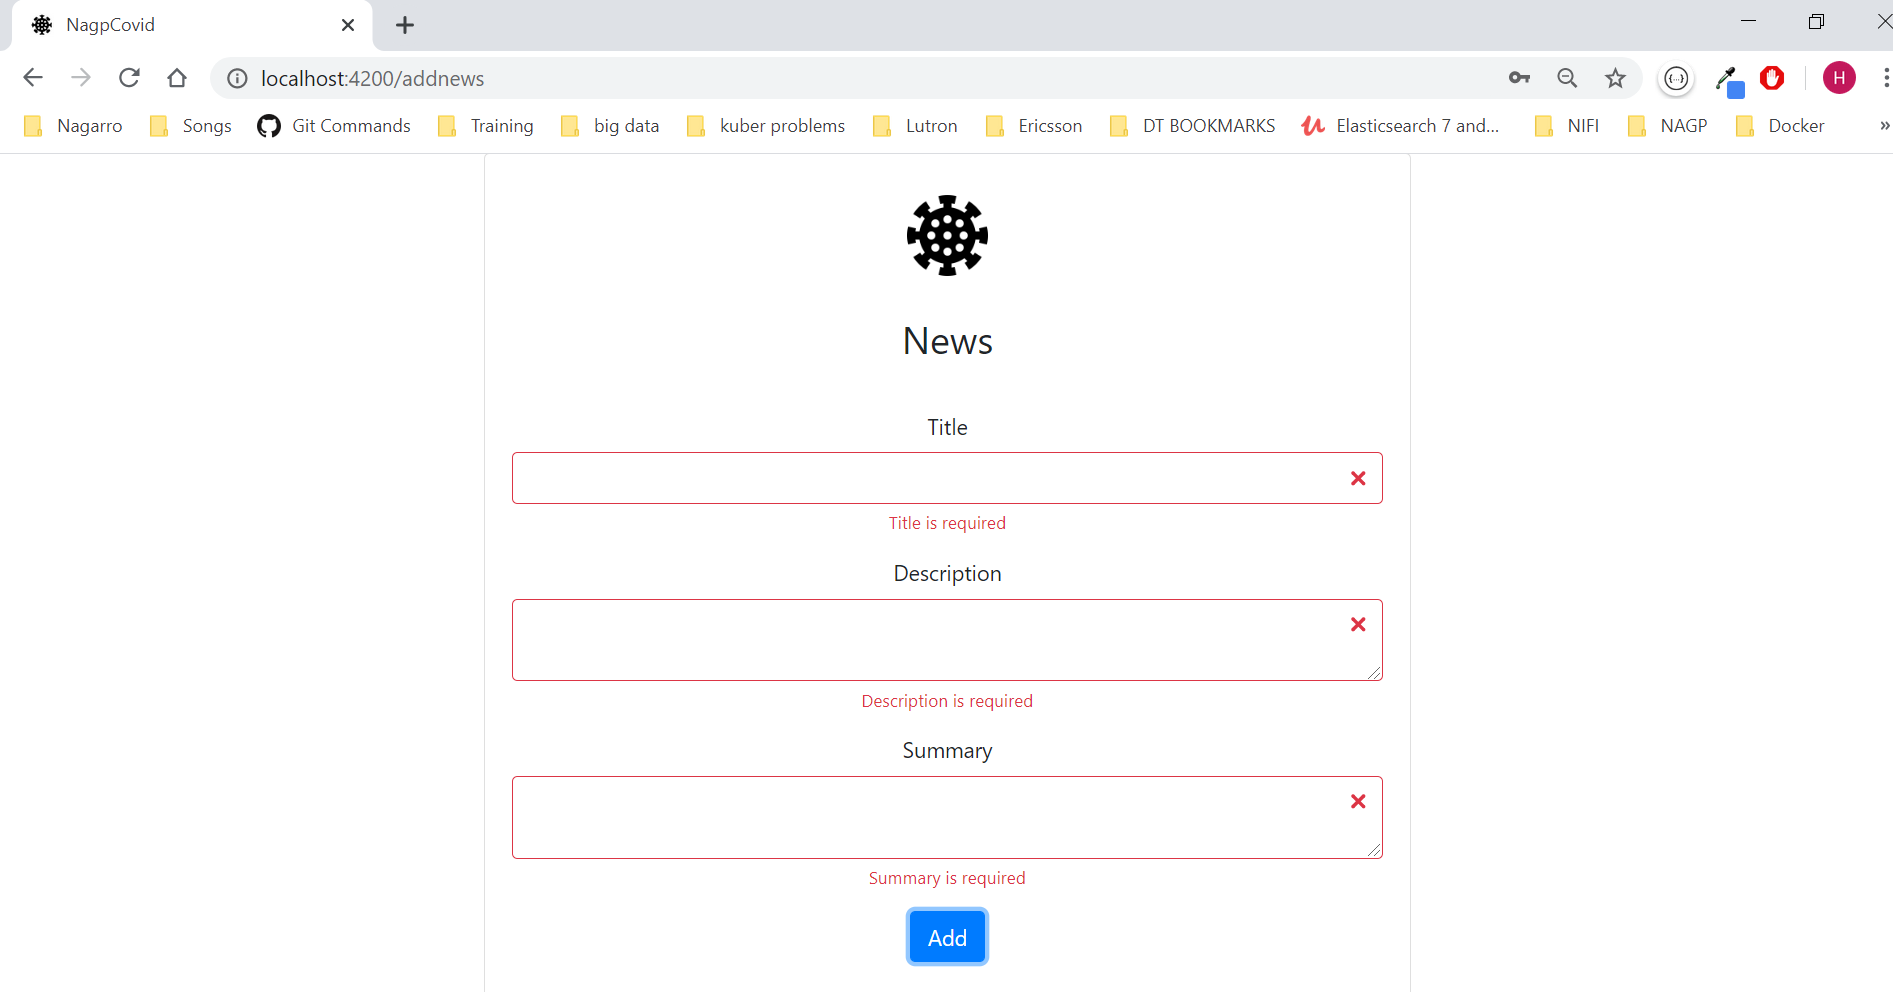 NagpCovid
localhost:4200/addnews
H
Nagarro Songs Git Commands Training big data kuber problems Lutron Ericsson DT BOOKMARKS Elasticsearch 7 and... NIFI NAGP Docker »
News
Title
Title is required
Description
Description is required
Summary
Summary is required
Add